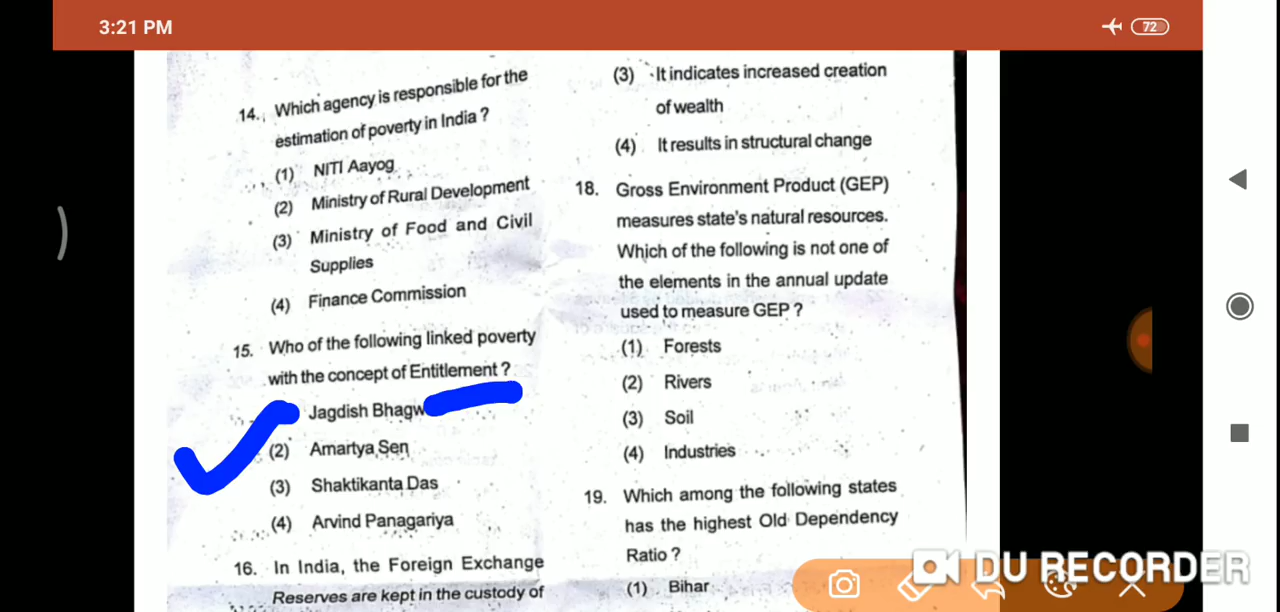 3:21 PM
72
14. Which agency is responsible for the
estimation of poverty in India ?
(1) NITI Aayog
(2) Ministry of Rural Development
(3) Ministry of Food and Civil
Supplies
(4) Finance Commission
15. Who of the following linked poverty
with the concept of Entitlement ?
Jagdish Bhagw
(2) Amartya Sen
(3) Shaktikanta Das
(4) Arvind Panagariya
16. In India, the Foreign Exchange
Reserves are kept in the custody of
(3) It indicates increased creation
of wealth
(4) It results in structural change
18. Gross Environment Product (GEP)
measures state's natural resources.
Which of the following is not one of
the elements in the annual update
used to measure GEP ?
(1) Forests
(2) Rivers
(3) Soil
(4) Industries
19. Which among the following states
has the highest Old Dependency
Ratio ?
(1) Bihar
DU RECORDER